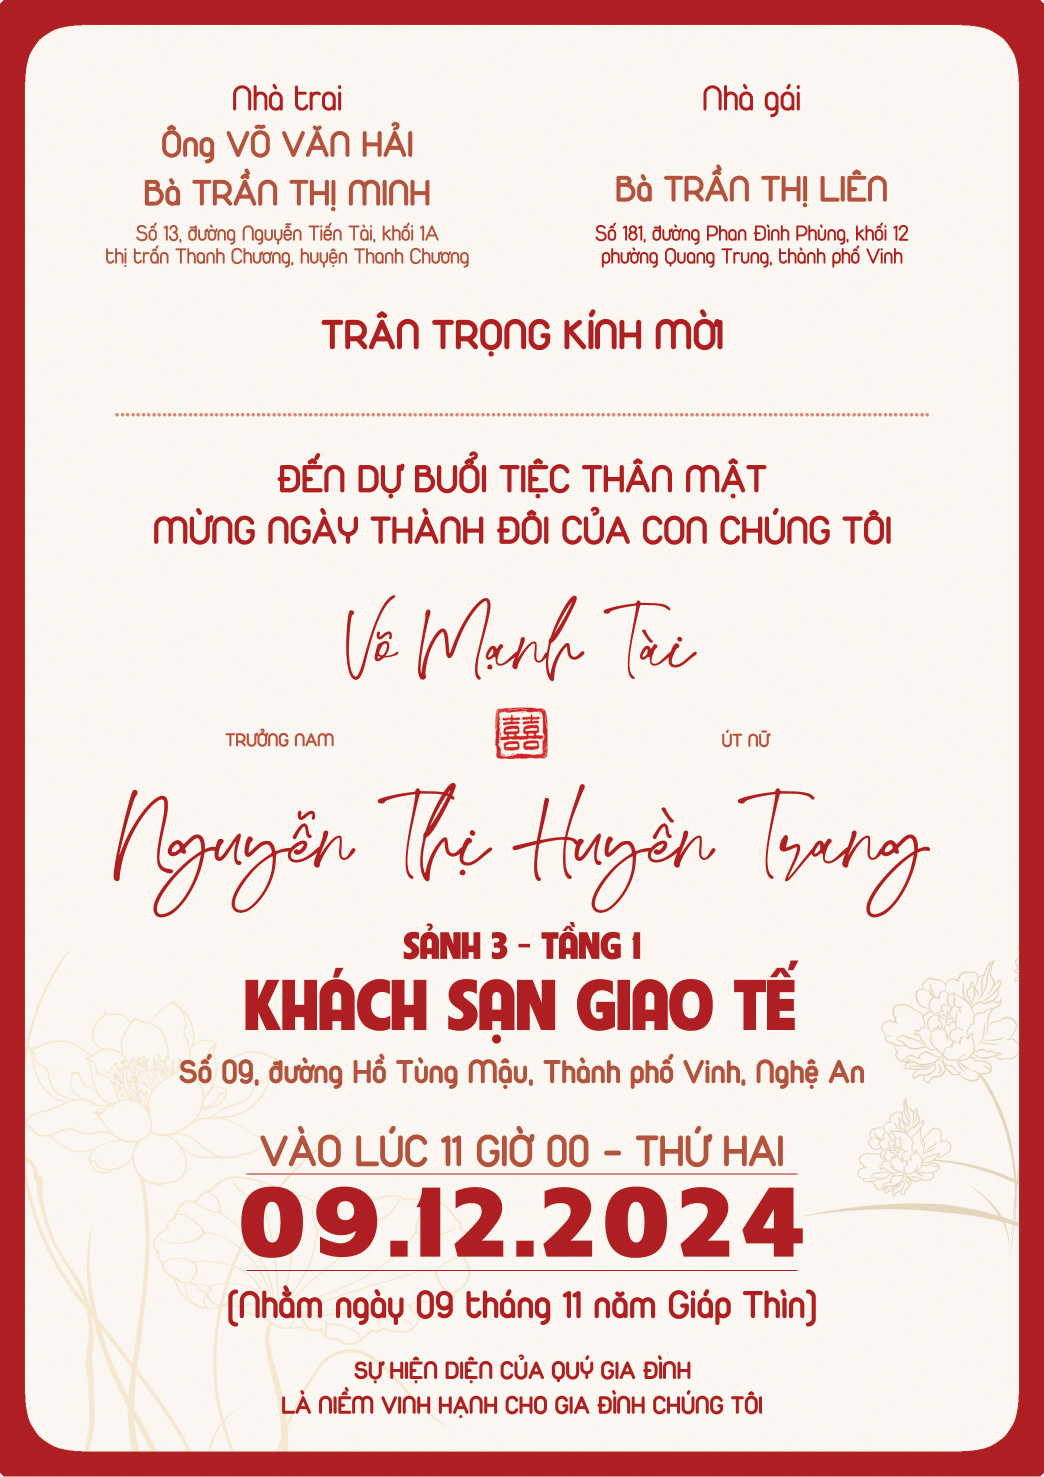 Nhà trai
Ông VÕ VĂN HẢI
Bà TRẦN THỊ MINH
Số 13, đường Nguyễn Tiến Tài, khối 1A
thị trấn Thanh Chương, huyện Thanh Chương
Nhà gái
Bà TRẦN THỊ LIÊN
Số 181, đường Phan Đình Phùng, khối 12
phường Quang Trung, thành phố Vinh
TRÂN TRỌNG KÍNH MỜI
ĐẾN DỰ BUỔI TIỆC THÂN MẬT
MỪNG NGÀY THÀNH ĐÔI CỦA CON CHÚNG TÔI
Võ Mạnh Tài
TRƯỞNG NAM
囍
ÚT NỮ
Nguyễn Thị Huyền Trang
SẢNH 3 - TẦNG 1
KHÁCH SẠN GIAO TẾ
Số 09, đường Hồ Tùng Mậu, Thành phố Vinh, Nghệ An
VÀO LÚC 11 GIỜ 00 - THỨ HAI
09.12.2024
(Nhằm ngày 09 tháng 11 năm Giáp Thìn)
SỰ HIỆN DIỆN CỦA QUÝ GIA ĐÌNH
LÀ NIỀM VINH HẠNH CHO GIA ĐÌNH CHÚNG TÔI